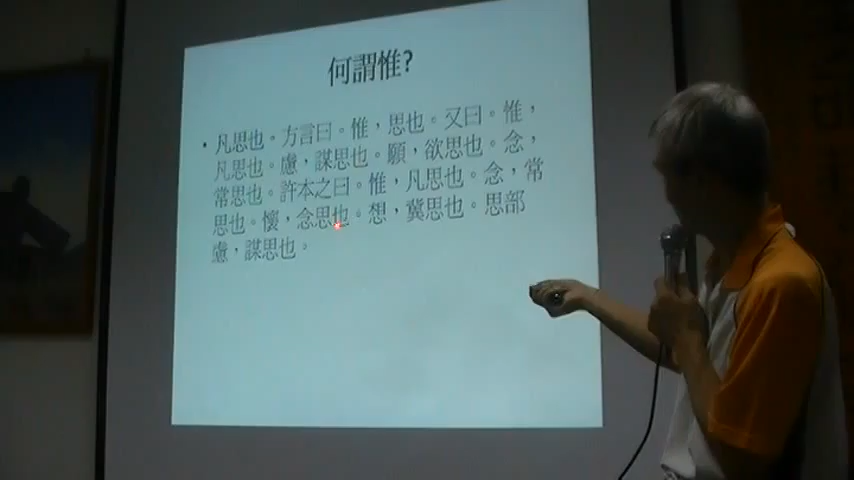 何謂惟?
• 凡思也。方言曰。惟，思也。又曰。惟，
凡思也。慮，謀思也。願，欲思也。念，
常思也。許本之曰。惟，凡思也。念，常
思也。懷，念思也。想，冀思也。思部
慮，謀思也。